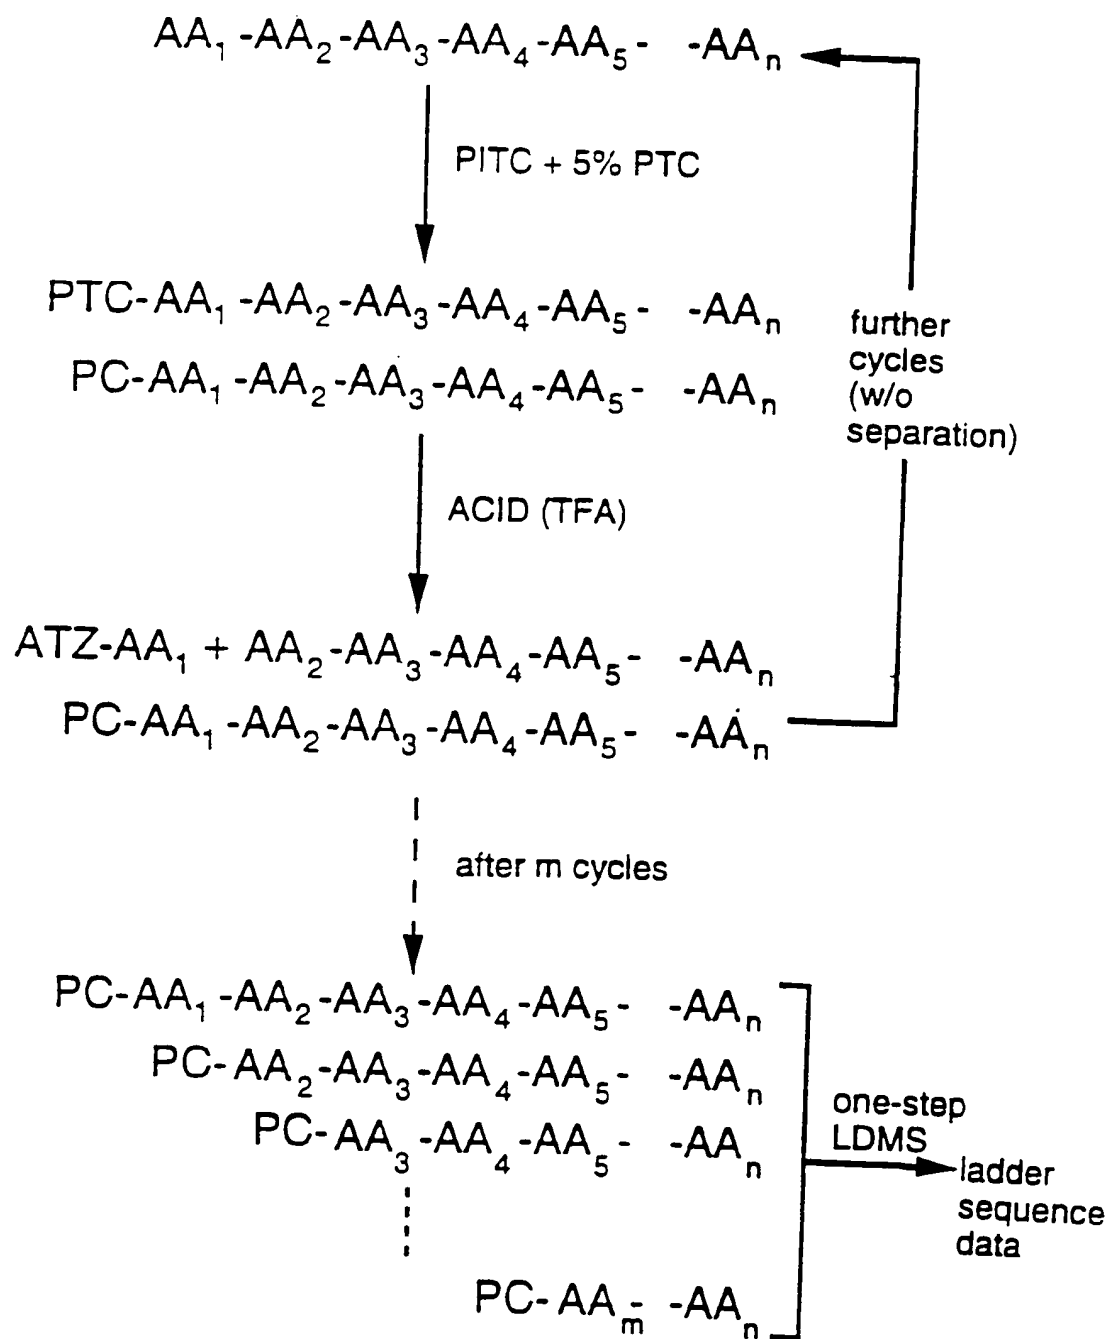 AA₁ -AA₂-AA₃-AA₄-AA₅- -AAₙ
PITC + 5% PTC
PTC-AA₁ -AA₂-AA₃-AA₄-AA₅- -AAₙ
PC-AA₁ -AA₂-AA₃-AA₄-AA₅- -AAₙ
further
cycles
(w/o
separation)
ACID (TFA)
ATZ-AA₁ + AA₂-AA₃-AA₄-AA₅- -AAₙ
PC-AA₁ -AA₂-AA₃-AA₄-AA₅- -AAₙ
after m cycles
PC-AA₁ -AA₂-AA₃-AA₄-AA₅- -AAₙ
PC-AA₂-AA₃-AA₄-AA₅- -AAₙ
PC-AA₃-AA₄-AA₅- -AAₙ
one-step
LDMS
ladder
sequence
data
PC-AAₘ- -AAₙ